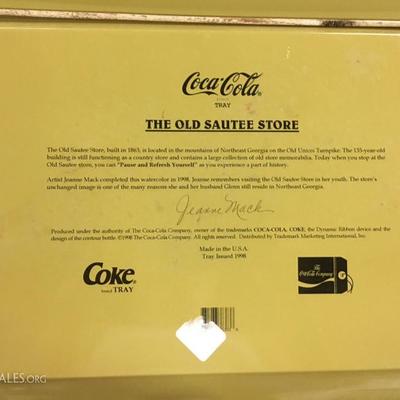 Coca-Cola®
TRAY
THE OLD SAUTEE STORE
The Old Sautee Store, built in 1863, is located in the mountains of Northeast Georgia on the Old Unicoi Turnpike. The 135-year-old
building is still functioning as a country store and contains a large collection of old store memorabilia. Today when you stop at the
Old Sautee store, you can "Pause and Refresh Yourself" as you experience a part of history.
Artist Jeanne Mack completed this watercolor in 1998. Jeanne remembers visiting the Old Sautee Store in her youth. The store's
unchanged image is one of the many reasons she and her husband Glenn still reside in Northeast Georgia.
Jeanne Mack
Produced under the authority of The Coca-Cola Company, owner of the trademarks COCA-COLA, COKE, the Dynamic Ribbon device and the
design of the contour bottle. ©1998 The Coca-Cola Company. All rights reserved. Distributed by Trademark Marketing International, Inc.
Made in the U.S.A.
Tray Issued 1998
Coke®
brand TRAY
The
Coca-Cola Company
ALES.ORG